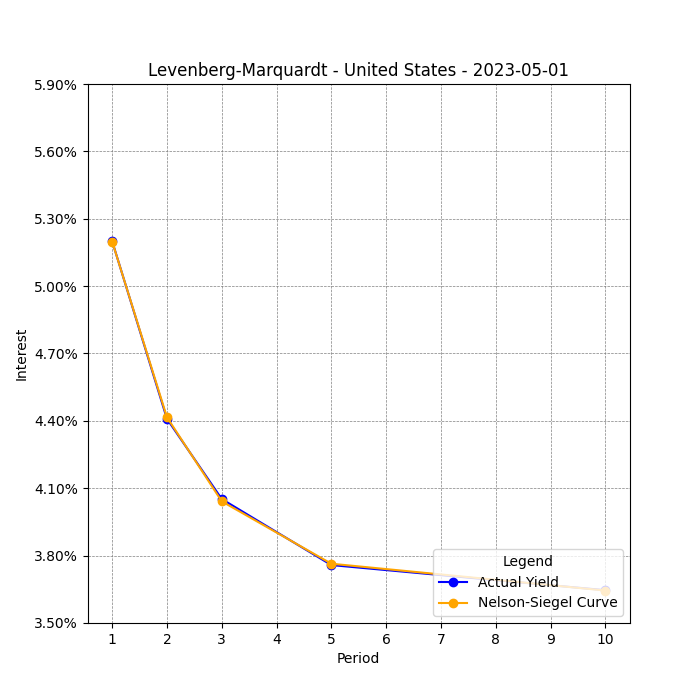 Levenberg-Marquardt - United States - 2023-05-01
5.90%
5.60%
5.30%
5.00%
4.70%
4.40%
4.10%
3.80%
3.50%
Interest
Legend
Actual Yield
Nelson-Siegel Curve
1 2 3 4 5 6 7 8 9 10
Period